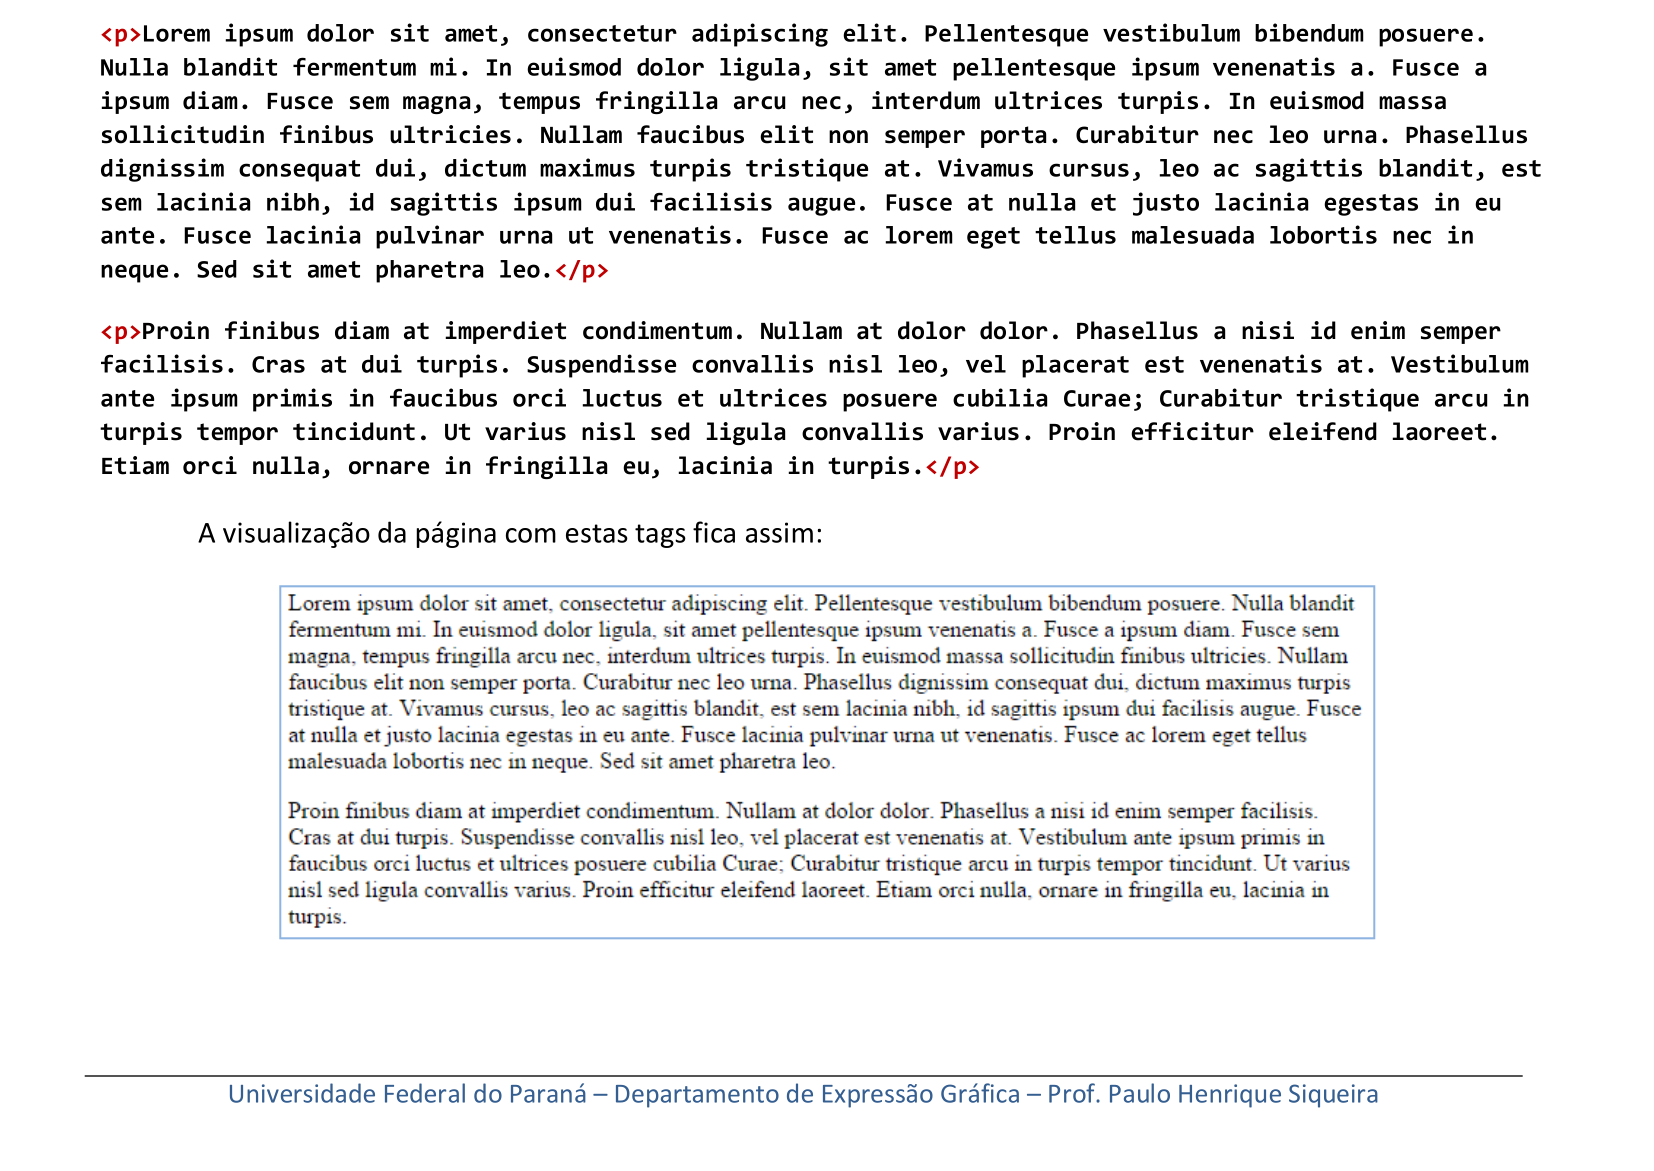 <p>Lorem ipsum dolor sit amet, consectetur adipiscing elit. Pellentesque vestibulum bibendum posuere.
Nulla blandit fermentum mi. In euismod dolor ligula, sit amet pellentesque ipsum venenatis a. Fusce a
ipsum diam. Fusce sem magna, tempus fringilla arcu nec, interdum ultrices turpis. In euismod massa
sollicitudin finibus ultricies. Nullam faucibus elit non semper porta. Curabitur nec leo urna. Phasellus
dignissim consequat dui, dictum maximus turpis tristique at. Vivamus cursus, leo ac sagittis blandit, est
sem lacinia nibh, id sagittis ipsum dui facilisis augue. Fusce at nulla et justo lacinia egestas in eu
ante. Fusce lacinia pulvinar urna ut venenatis. Fusce ac lorem eget tellus malesuada lobortis nec in
neque. Sed sit amet pharetra leo.</p>
<p>Proin finibus diam at imperdiet condimentum. Nullam at dolor dolor. Phasellus a nisi id enim semper
facilisis. Cras at dui turpis. Suspendisse convallis nisl leo, vel placerat est venenatis at. Vestibulum
ante ipsum primis in faucibus orci luctus et ultrices posuere cubilia Curae; Curabitur tristique arcu in
turpis tempor tincidunt. Ut varius nisl sed ligula convallis varius. Proin efficitur eleifend laoreet.
Etiam orci nulla, ornare in fringilla eu, lacinia in turpis.</p>
A visualização da página com estas tags fica assim:
Lorem ipsum dolor sit amet, consectetur adipiscing elit. Pellentesque vestibulum bibendum posuere. Nulla blandit
fermentum mi. In euismod dolor ligula, sit amet pellentesque ipsum venenatis a. Fusce a ipsum diam. Fusce sem
magna, tempus fringilla arcu nec, interdum ultrices turpis. In euismod massa sollicitudin finibus ultricies. Nullam
faucibus elit non semper porta. Curabitur nec leo urna. Phasellus dignissim consequat dui, dictum maximus turpis
tristique at. Vivamus cursus, leo ac sagittis blandit, est sem lacinia nibh, id sagittis ipsum dui facilisis augue. Fusce
at nulla et justo lacinia egestas in eu ante. Fusce lacinia pulvinar urna ut venenatis. Fusce ac lorem eget tellus
malesuada lobortis nec in neque. Sed sit amet pharetra leo.
Proin finibus diam at imperdiet condimentum. Nullam at dolor dolor. Phasellus a nisi id enim semper facilisis.
Cras at dui turpis. Suspendisse convallis nisl leo, vel placerat est venenatis at. Vestibulum ante ipsum primis in
faucibus orci luctus et ultrices posuere cubilia Curae; Curabitur tristique arcu in turpis tempor tincidunt. Ut varius
nisl sed ligula convallis varius. Proin efficitur eleifend laoreet. Etiam orci nulla, ornare in fringilla eu, lacinia in
turpis.
Universidade Federal do Paraná – Departamento de Expressão Gráfica – Prof. Paulo Henrique Siqueira